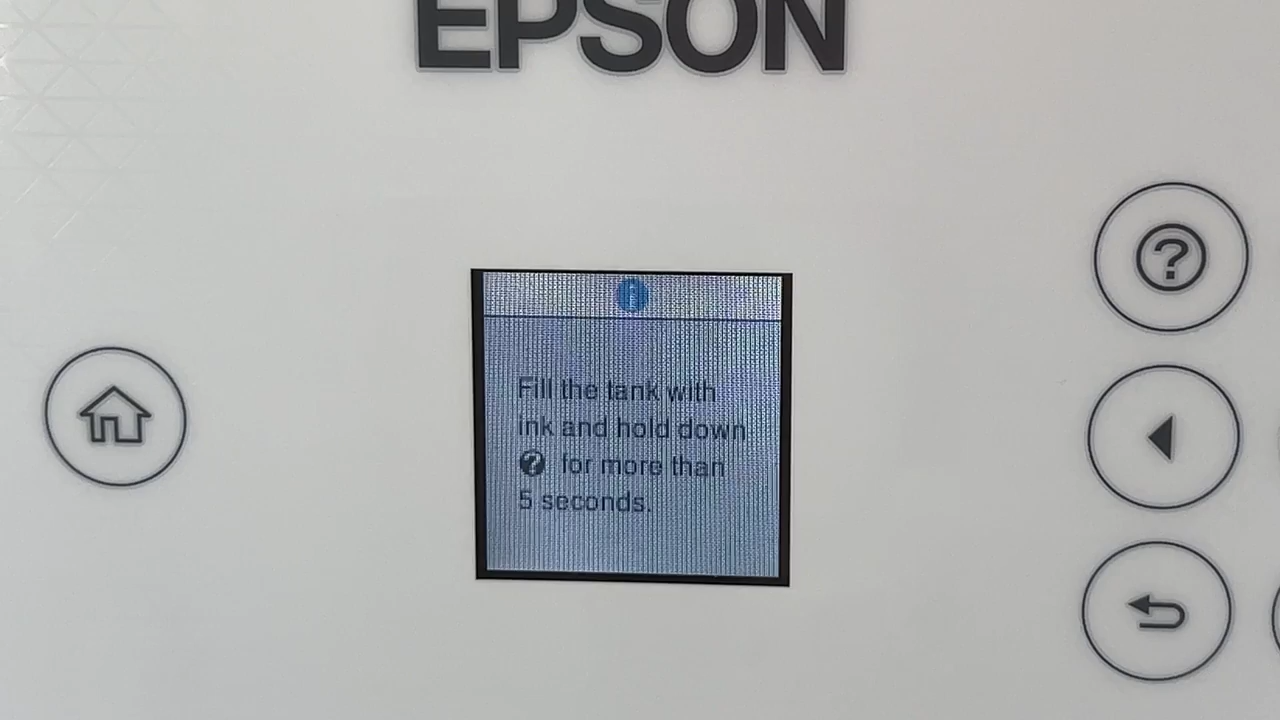 EPSON
?
Fill the tank with
ink and hold down
? for more than
5 seconds.